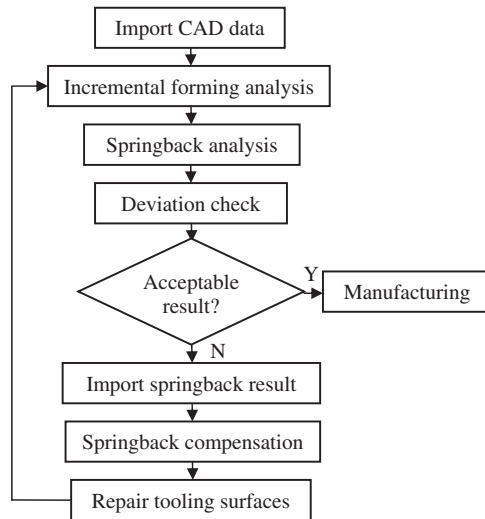 Import CAD data
Incremental forming analysis
Springback analysis
Deviation check
Acceptable
result?
Y
Manufacturing
N
Import springback result
Springback compensation
Repair tooling surfaces